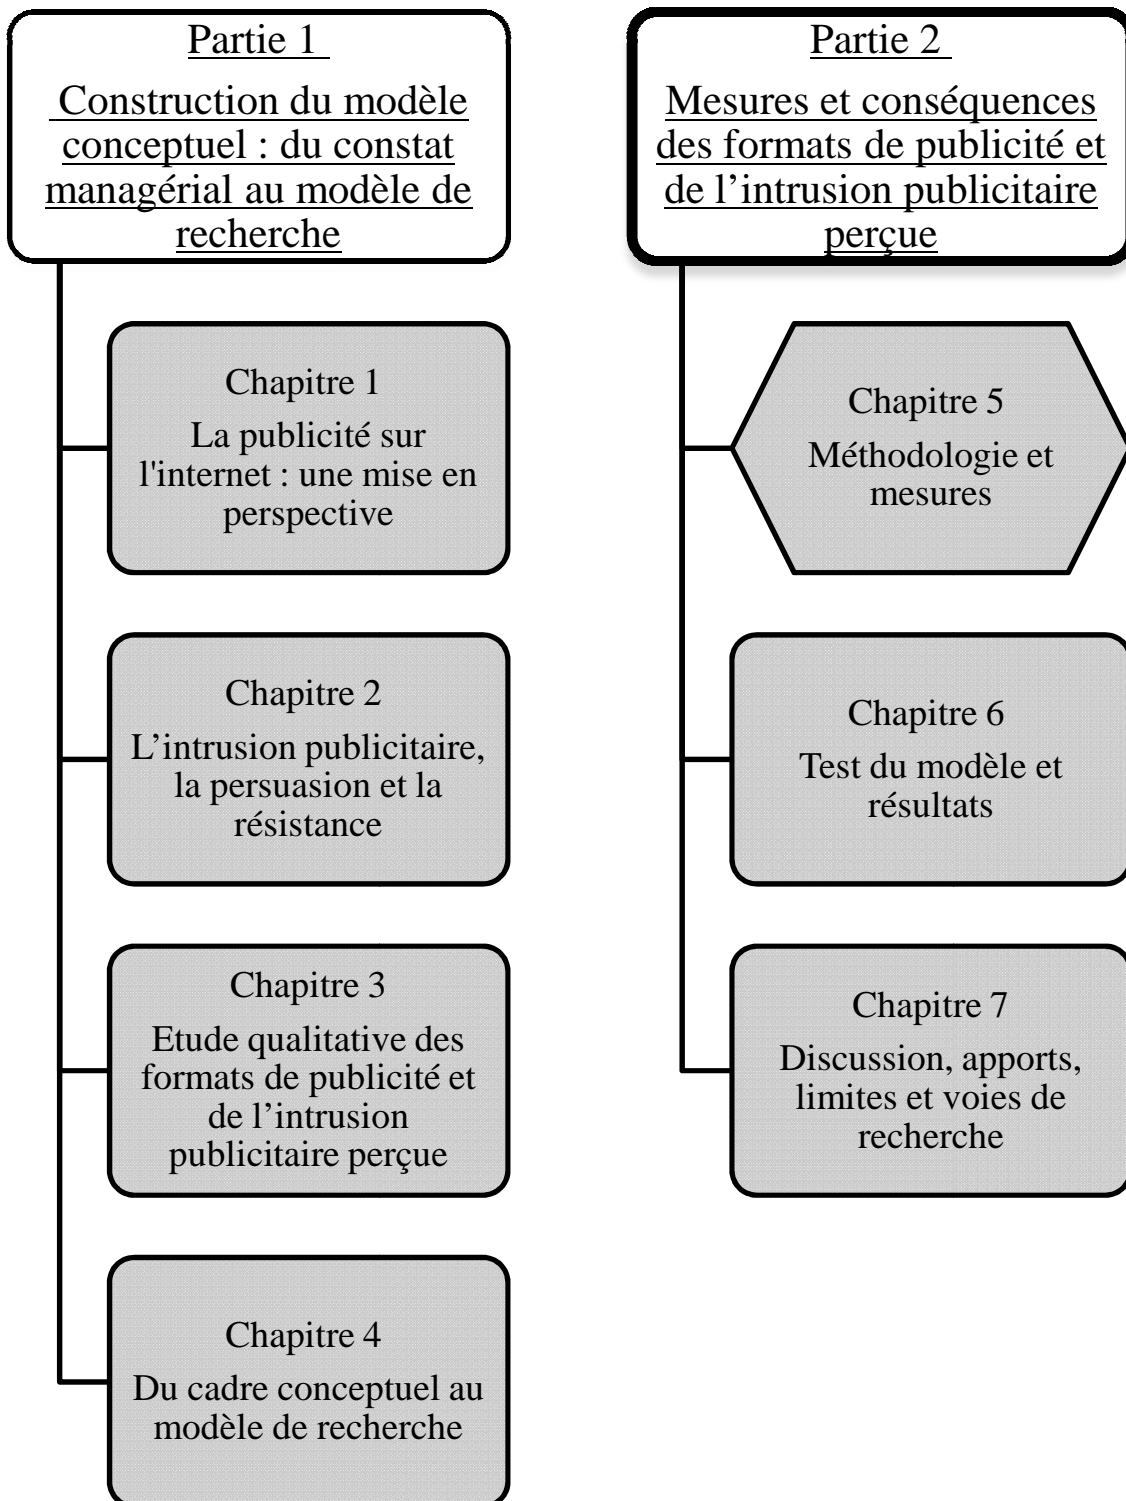 Partie 1
Construction du modèle
conceptuel : du constat
managérial au modèle de
recherche
Chapitre 1
La publicité sur
l'internet : une mise en
perspective
Chapitre 2
L’intrusion publicitaire,
la persuasion et la
résistance
Chapitre 3
Etude qualitative des
formats de publicité et
de l’intrusion
publicitaire perçue
Chapitre 4
Du cadre conceptuel au
modèle de recherche
Partie 2
Mesures et conséquences
des formats de publicité et
de l’intrusion publicitaire
perçue
Chapitre 5
Méthodologie et
mesures
Chapitre 6
Test du modèle et
résultats
Chapitre 7
Discussion, apports,
limites et voies de
recherche